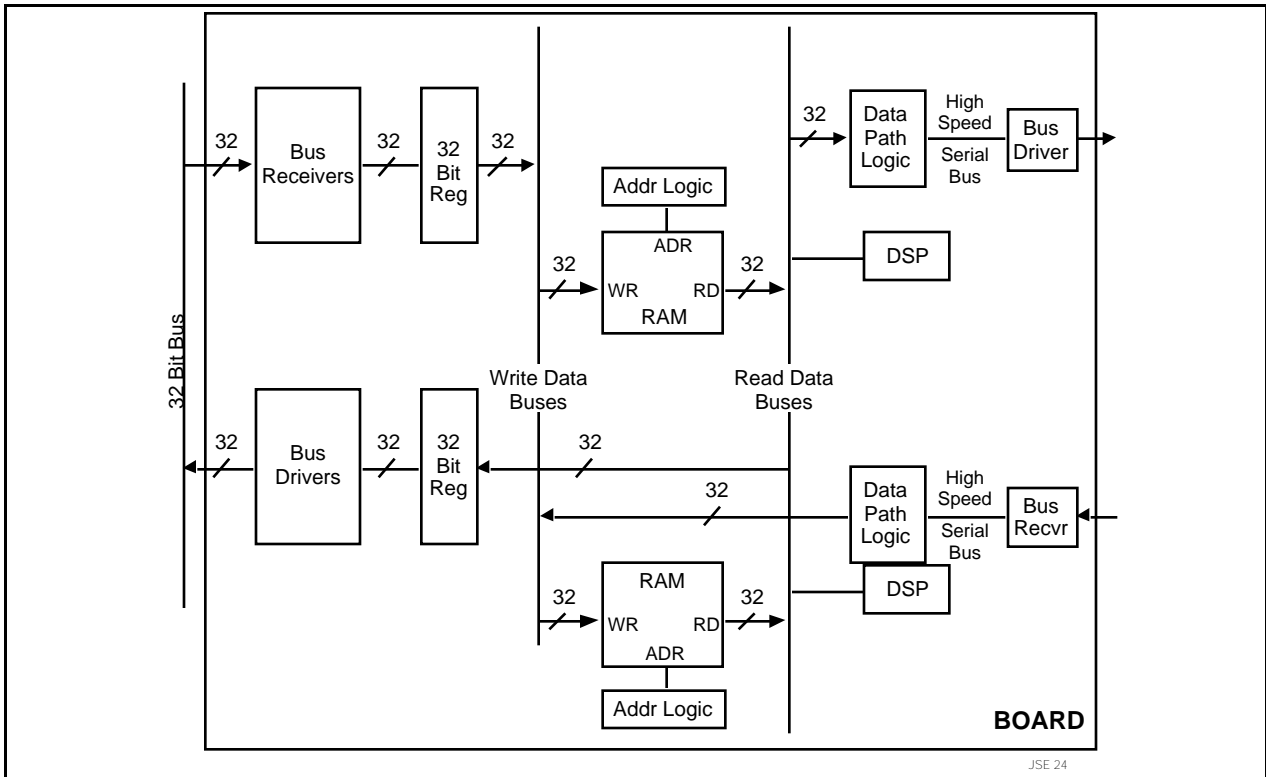 32
Bus
Receivers
32
32
Bit
Reg
32
32 Bit Bus
Addr Logic
ADR
32
WR
RD
RAM
32
32
Data
Path
Logic
High
Speed
Serial
Bus
Bus
Driver
DSP
Write Data
Buses
Read Data
Buses
32
Bus
Drivers
32
32
Bit
Reg
32
32
Data
Path
Logic
High
Speed
Serial
Bus
Bus
Recvr
DSP
32
RAM
WR
RD
ADR
32
Addr Logic
BOARD
JSE 24